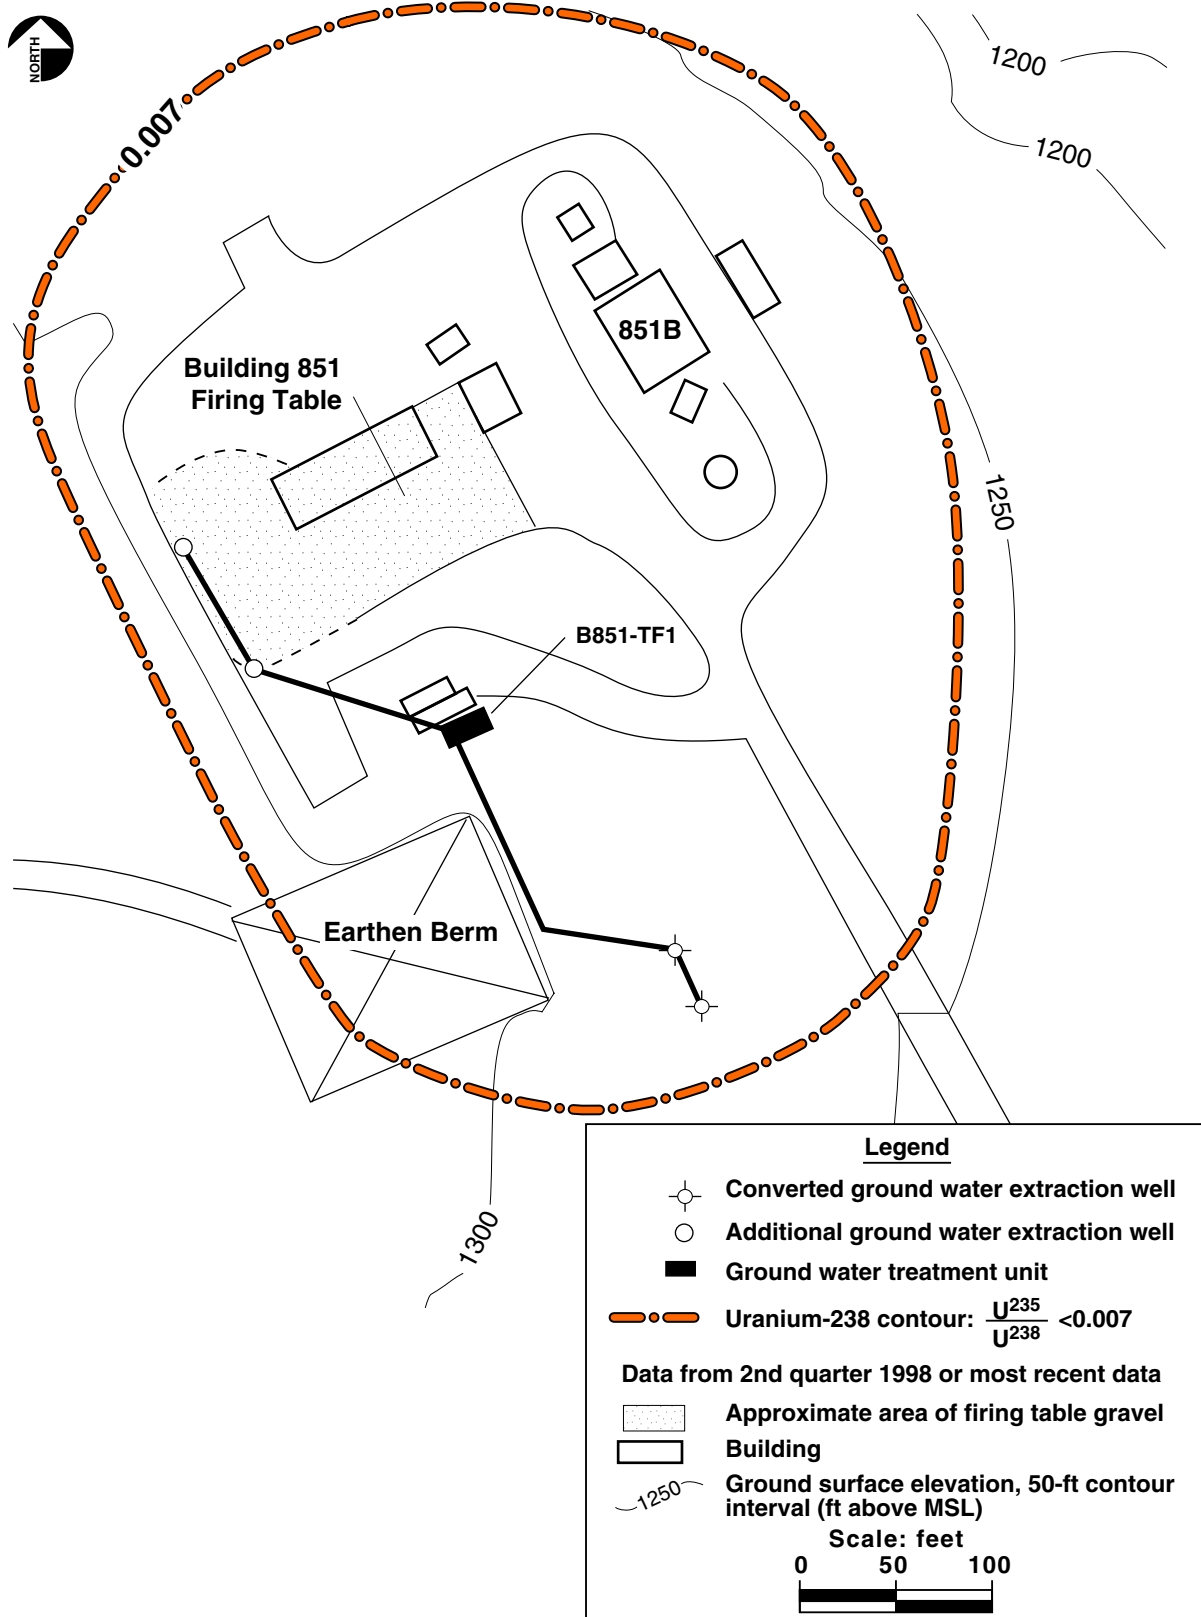 NORTH
0.007
1200
1200
851B
Building 851
Firing Table
1250
B851-TF1
Earthen Berm
1300
Legend
Converted ground water extraction well
Additional ground water extraction well
Ground water treatment unit
Uranium-238 contour: U235/U238 <0.007
Data from 2nd quarter 1998 or most recent data
Approximate area of firing table gravel
Building
1250
Ground surface elevation, 50-ft contour
interval (ft above MSL)
Scale: feet
0 50 100